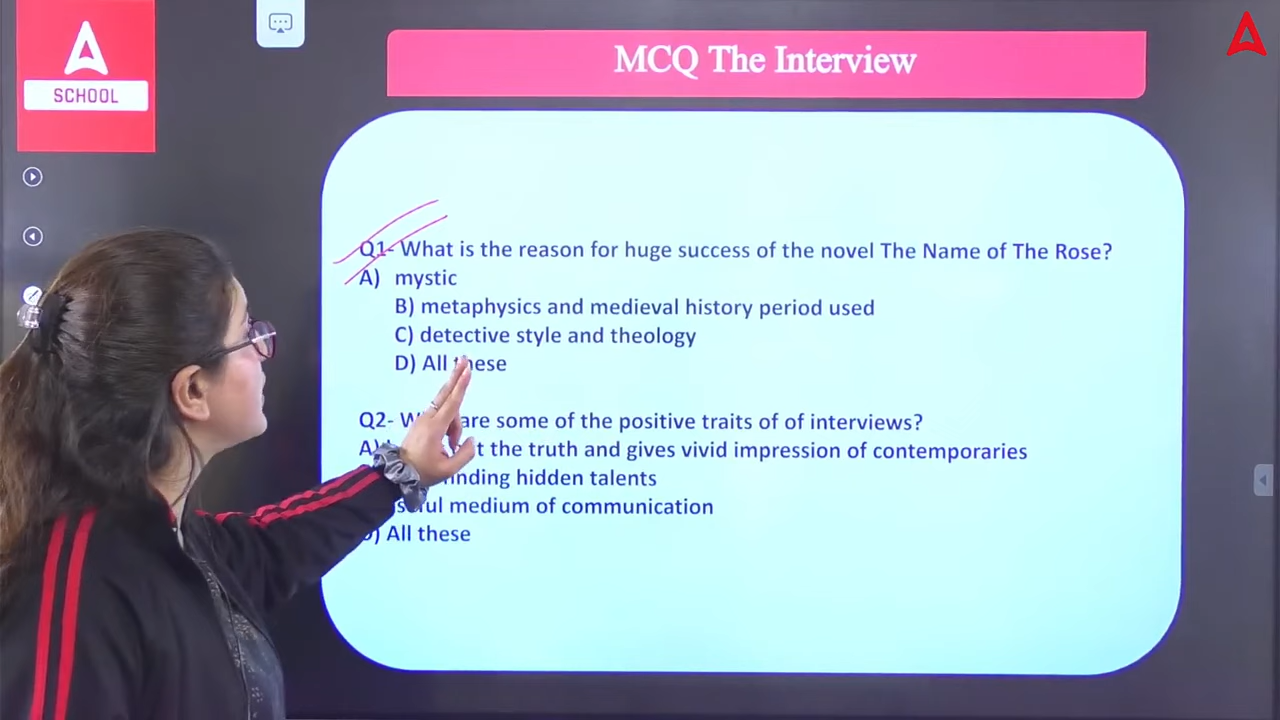 SCHOOL
MCQ The Interview
Q1- What is the reason for huge success of the novel The Name of The Rose?
A) mystic
B) metaphysics and medieval history period used
C) detective style and theology
D) All these
Q2- are some of the positive traits of of interviews?
A) the truth and gives vivid impression of contemporaries
hidden talents
medium of communication
All these